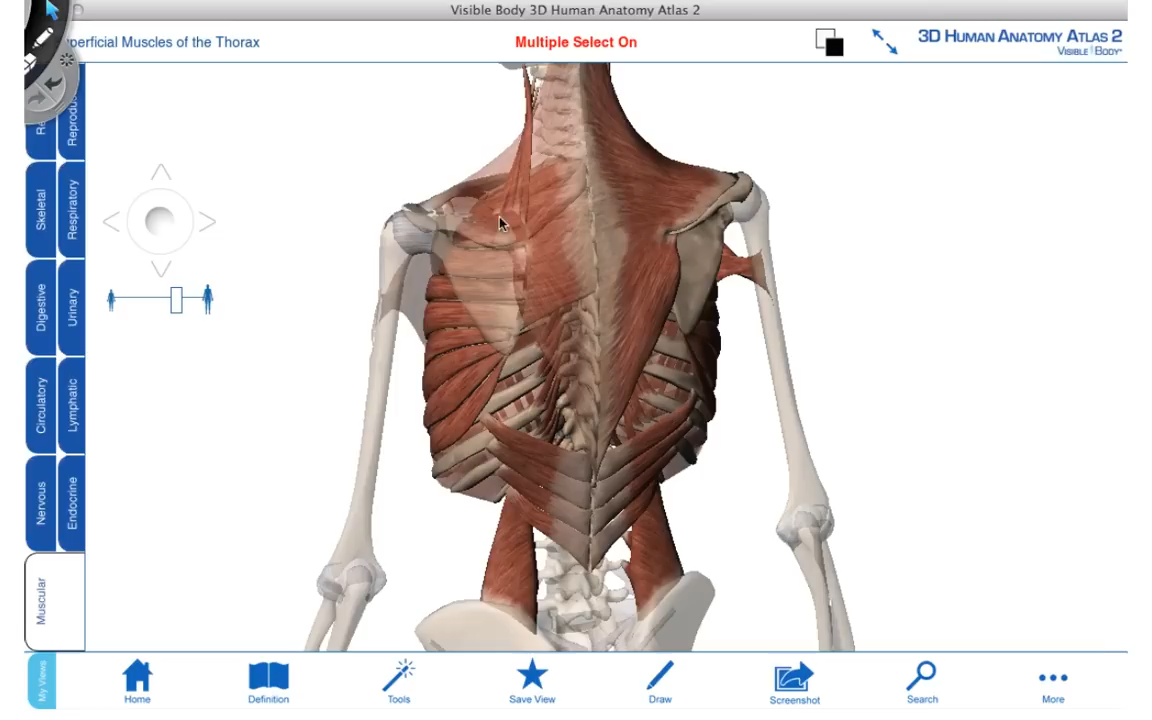 Visible Body 3D Human Anatomy Atlas 2
perficial Muscles of the Thorax
Multiple Select On
3D HUMAN ANATOMY ATLAS 2
VISIBLE BODY
Re
Reprodu
Skeletal
Respiratory
Digestive
Urinary
Circulatory
Lymphatic
Nervous
Endocrine
Muscular
My Views
Home
Definition
Tools
Save View
Draw
Screenshot
Search
More